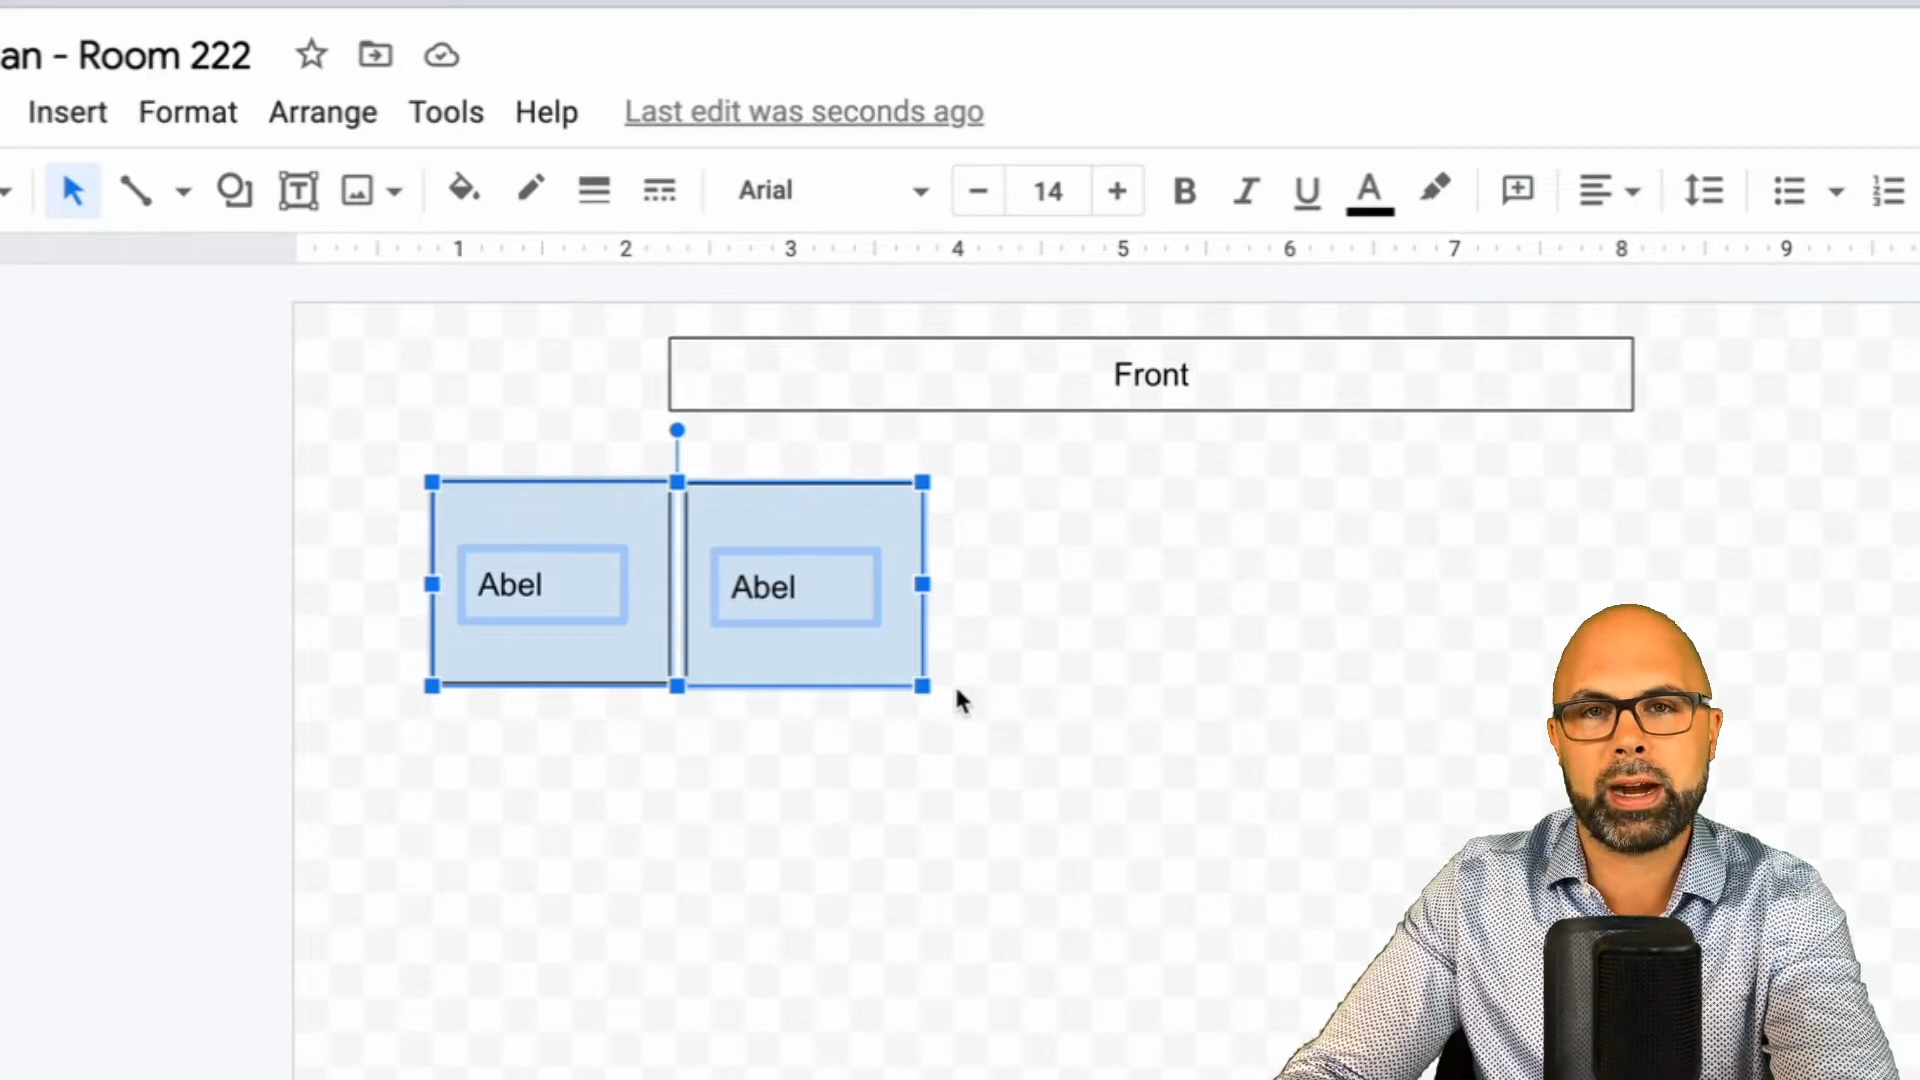 an - Room 222
Insert Format Arrange Tools Help Last edit was seconds ago
Arial 14 B I U A
1 2 3 4 5 6 7 8 9
Front
Abel Abel